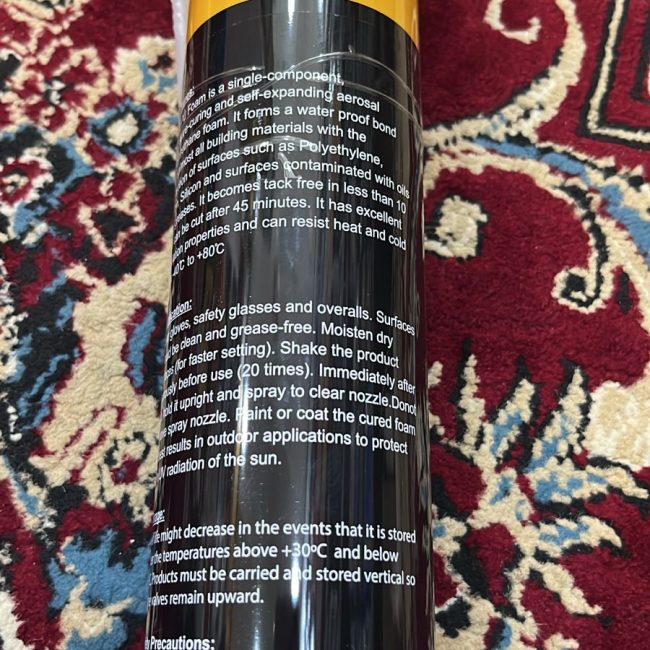 Foam is a single-component,
-curing and self-expanding aerosol
foam. It forms a water proof bond
most all building materials with the
of surfaces such as Polyethylene,
Silicon and surfaces contaminated with oils
It becomes tack free in less than 10
be cut after 45 minutes. It has excellent
properties and can resist heat and cold
to +80℃
gloves, safety glasses and overalls. Surfaces
be clean and grease-free. Moisten dry
(for faster setting). Shake the product
before use (20 times). Immediately after
it upright and spray to clear nozzle.Donot
spray nozzle. Paint or coat the cured foam
results in outdoor applications to protect
UV radiation of the sun.
might decrease in the events that it is stored
the temperatures above +30ºC and below
Products must be carried and stored vertical so
valves remain upward.
Precautions: